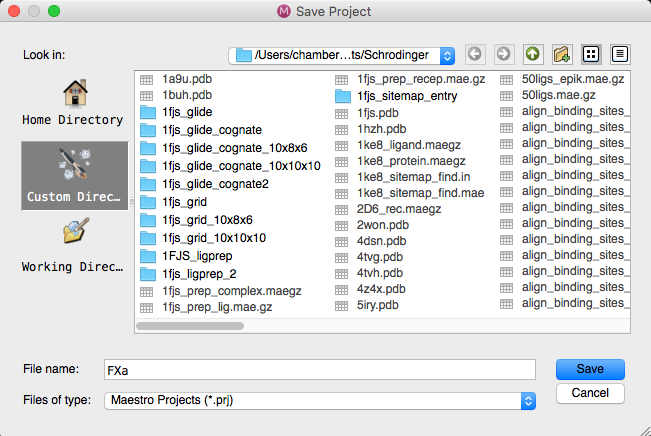 Save Project
Look in:
/Users/chamber…ts/Schrodinger
Home Directory
Custom Direc…
Working Direc…
1a9u.pdb
1buh.pdb
1fjs_glide
1fjs_glide_cognate
1fjs_glide_cognate_10x8x6
1fjs_glide_cognate_10x10x10
1fjs_glide_cognate2
1fjs_grid
1fjs_grid_10x8x6
1fjs_grid_10x10x10
1FJS_ligprep
1fjs_ligprep_2
1fjs_prep_complex.maegz
1fjs_prep_lig.mae.gz
1fjs_prep_recep.mae.gz
1fjs_sitemap_entry
1fjs.pdb
1hzh.pdb
1ke8_ligand.maegz
1ke8_protein.maegz
1ke8_sitemap_find.in
1ke8_sitemap_find.mae
2D6_rec.maegz
2won.pdb
4dsn.pdb
4tvg.pdb
4tvh.pdb
4z4x.pdb
5iry.pdb
50ligs_epik.mae.gz
50ligs.mae.gz
align_binding_sites_
align_binding_sites_
align_binding_sites_
align_binding_sites_
align_binding_sites_
align_binding_sites_
align_binding_sites_
align_binding_sites_
align_binding_sites_
align_binding_sites_
align_binding_sites_
align_binding_sites_
File name:
FXa
Save
Files of type:
Maestro Projects (*.prj)
Cancel